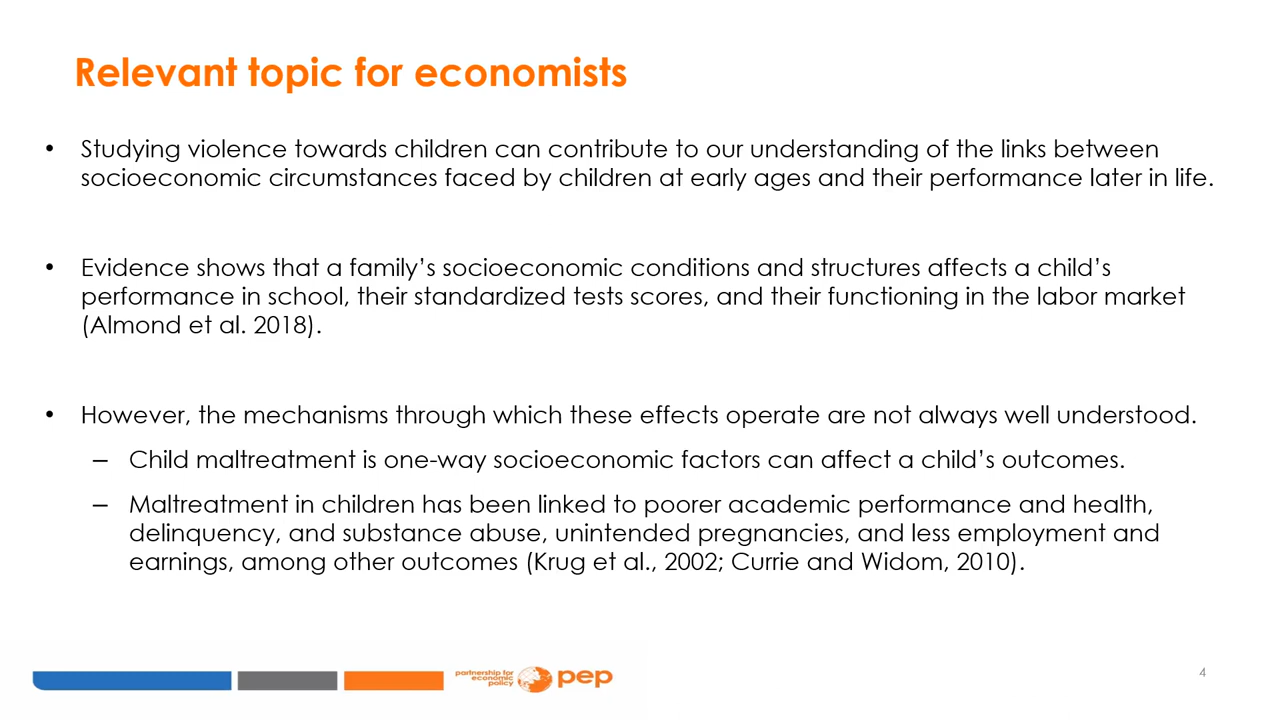 Relevant topic for economists
• Studying violence towards children can contribute to our understanding of the links between
socioeconomic circumstances faced by children at early ages and their performance later in life.
• Evidence shows that a family’s socioeconomic conditions and structures affects a child’s
performance in school, their standardized tests scores, and their functioning in the labor market
(Almond et al. 2018).
• However, the mechanisms through which these effects operate are not always well understood.
– Child maltreatment is one-way socioeconomic factors can affect a child’s outcomes.
– Maltreatment in children has been linked to poorer academic performance and health,
delinquency, and substance abuse, unintended pregnancies, and less employment and
earnings, among other outcomes (Krug et al., 2002; Currie and Widom, 2010).
partnership for
economic
policy
pep
4